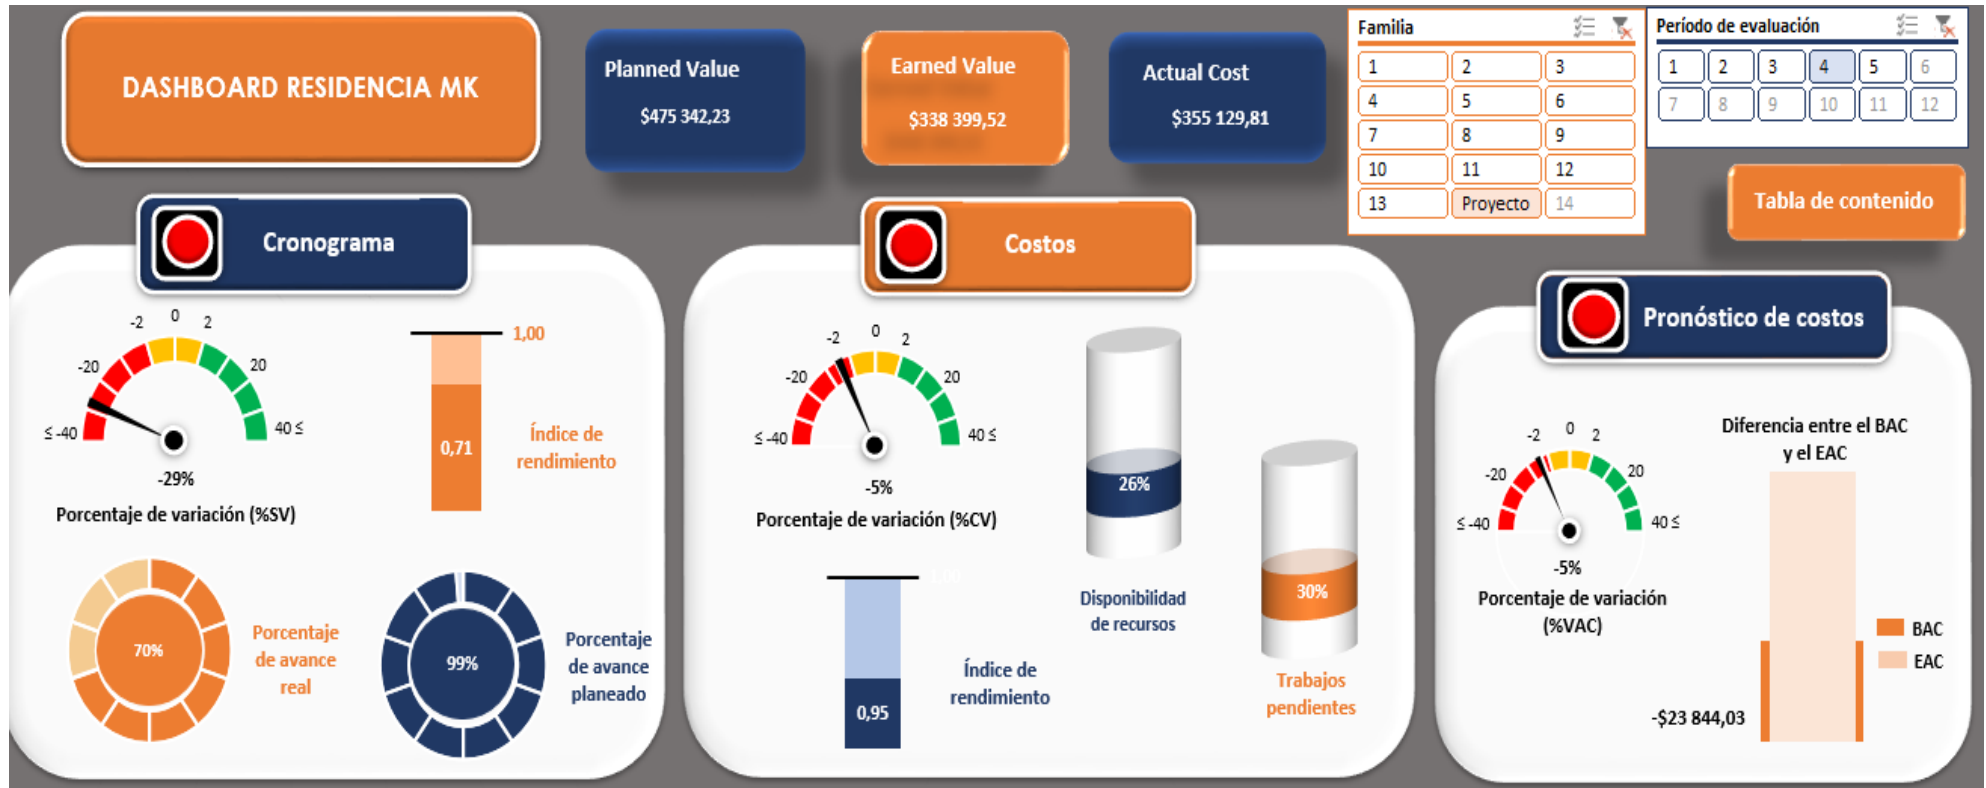 DASHBOARD RESIDENCIA MK
Planned Value
$475 342,23
Earned Value
$338 399,52
Actual Cost
$355 129,81
Familia
1 2 3
4 5 6
7 8 9
10 11 12
13 Proyecto 14
Período de evaluación
1 2 3 4 5 6
7 8 9 10 11 12
Tabla de contenido
Cronograma
≤ -40 -20 -2 0 2 20 40 ≤
-29%
Porcentaje de variación (%SV)
1,00
0,71
Índice de
rendimiento
70%
Porcentaje
de avance
real
99%
Porcentaje
de avance
planeado
Costos
≤ -40 -20 -2 0 2 20 40 ≤
-5%
Porcentaje de variación (%CV)
1,00
0,95
Índice de
rendimiento
26%
Disponibilidad
de recursos
30%
Trabajos
pendientes
Pronóstico de costos
≤ -40 -20 -2 0 2 20 40 ≤
-5%
Porcentaje de variación
(%VAC)
Diferencia entre el BAC
y el EAC
-$23 844,03
BAC
EAC